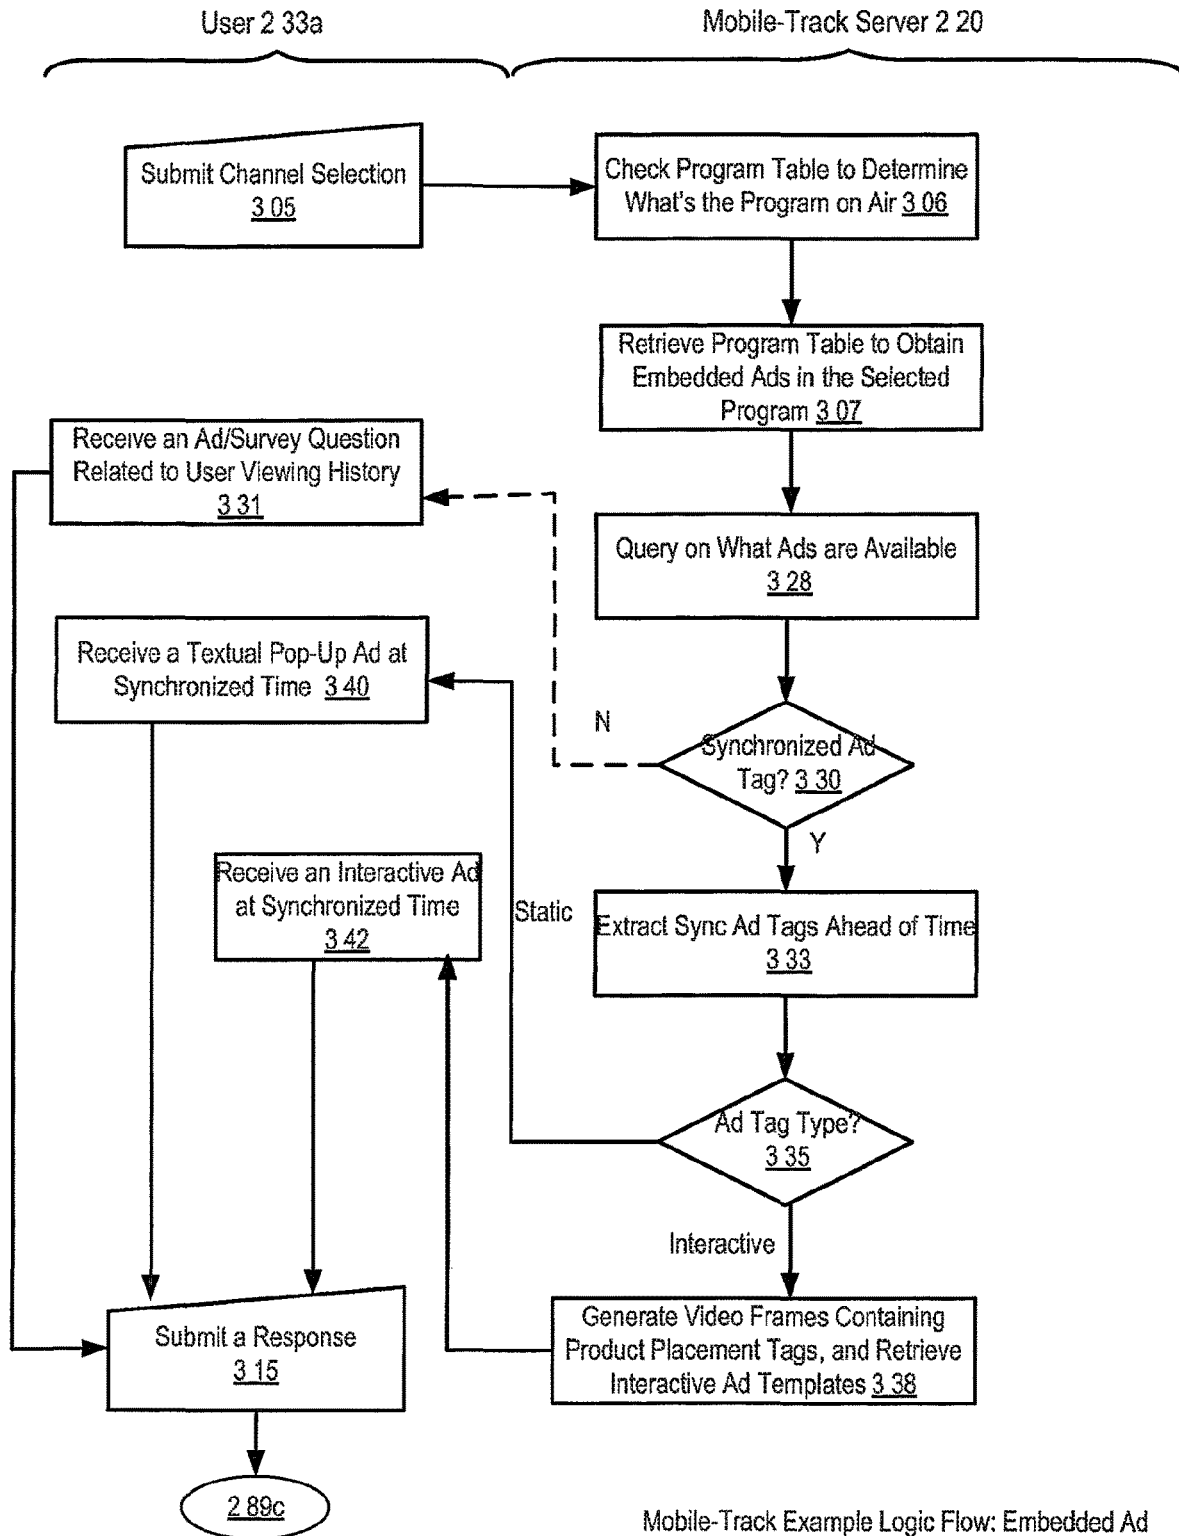 User 2 33a
Mobile-Track Server 2 20
Submit Channel Selection
3 05
Check Program Table to Determine
What's the Program on Air 3 06
Retrieve Program Table to Obtain
Embedded Ads in the Selected
Program 3 07
Receive an Ad/Survey Question
Related to User Viewing History
3 31
Query on What Ads are Available
3 28
Receive a Textual Pop-Up Ad at
Synchronized Time 3 40
N
Synchronized Ad
Tag? 3 30
Y
Receive an Interactive Ad
at Synchronized Time
3 42
Static
Extract Sync Ad Tags Ahead of Time
3 33
Ad Tag Type?
3 35
Interactive
Generate Video Frames Containing
Product Placement Tags, and Retrieve
Interactive Ad Templates 3 38
Submit a Response
3 15
2 89c
Mobile-Track Example Logic Flow: Embedded Ad